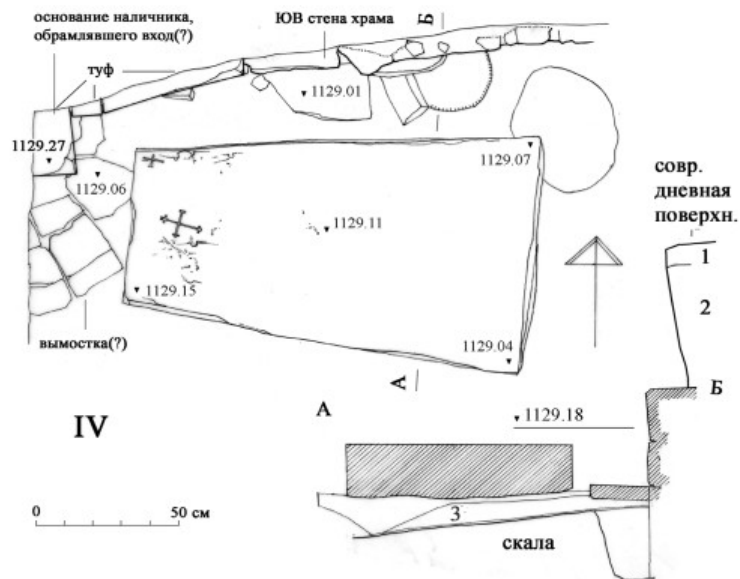 основание наличника,
обрамлявшего вход(?)
ЮВ стена храма
Б
туф
1129.01
1129.27
1129.07
1129.06
совр.
дневная
поверхн.
1129.11
1
1129.15
2
1129.04
вымостка(?)
А
Б
IV
А
1129.18
0 50 см
3
скала